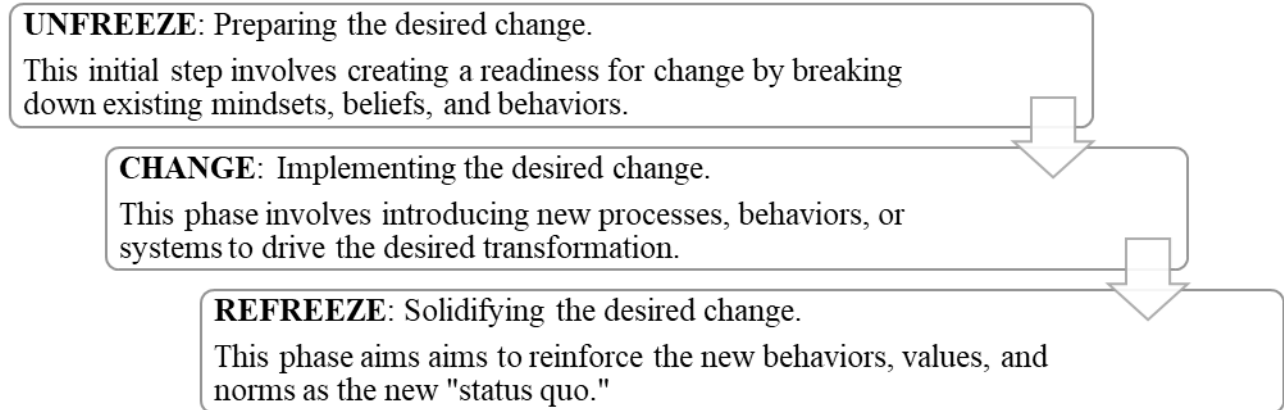 UNFREEZE: Preparing the desired change.
This initial step involves creating a readiness for change by breaking
down existing mindsets, beliefs, and behaviors.
CHANGE: Implementing the desired change.
This phase involves introducing new processes, behaviors, or
systems to drive the desired transformation.
REFREEZE: Solidifying the desired change.
This phase aims aims to reinforce the new behaviors, values, and
norms as the new "status quo."